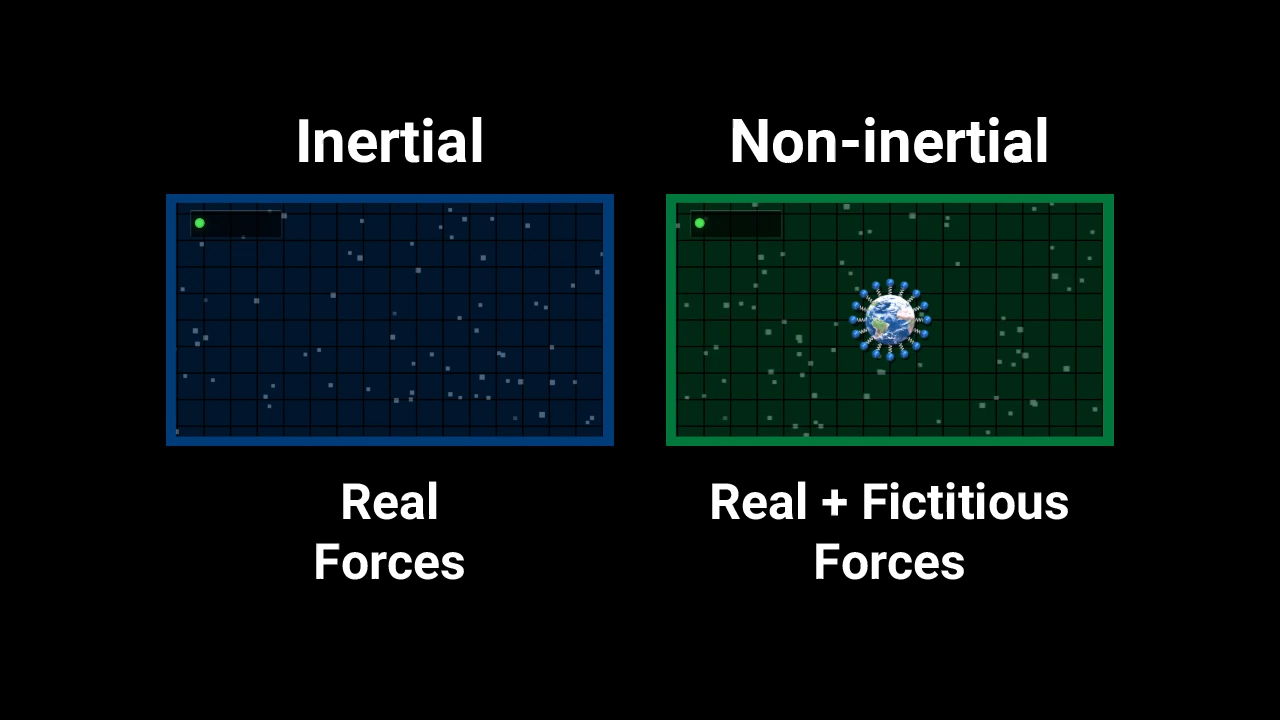 Inertial
Non-inertial
Real
Forces
Real + Fictitious
Forces